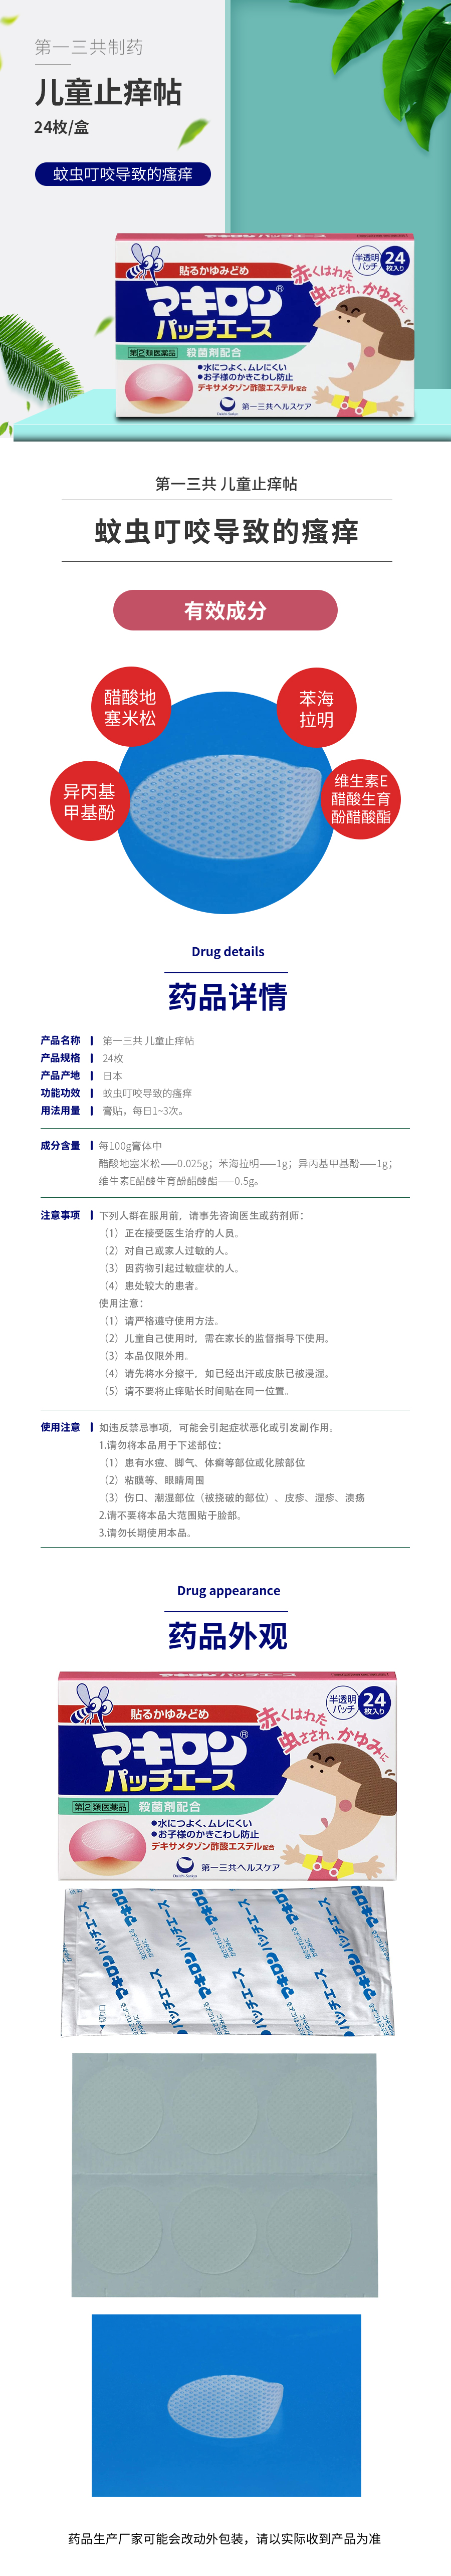 第一三共制药
儿童止痒帖
24枚/盒
蚊虫叮咬导致的瘙痒
マキロンパッチエース
貼るかゆみどめ
半透明
パッチ
24
枚入り
赤くはれた
虫さされ、かゆみに
マキロン®
パッチエース
指定第2類医薬品 殺菌剤配合
●水につよく、ムレにくい
●お子様のかきこわし防止
デキサメタゾン酢酸エステル配合
第一三共ヘルスケア
第一三共 儿童止痒帖
蚊虫叮咬导致的瘙痒
有效成分
醋酸地
塞米松
苯海
拉明
异丙基
甲基酚
维生素E
醋酸生育
酚醋酸酯
Drug details
药品详情
产品名称 第一三共 儿童止痒帖
产品规格 24枚
产品产地 日本
功能功效 蚊虫叮咬导致的瘙痒
用法用量 膏贴，每日1~3次。
成分含量 每100g膏体中
醋酸地塞米松——0.025g；苯海拉明——1g；异丙基甲基酚——1g；
维生素E醋酸生育酚醋酸酯——0.5g。
注意事项 下列人群在服用前，请事先咨询医生或药剂师：
（1）正在接受医生治疗的人员。
（2）对自己或家人过敏的人。
（3）因药物引起过敏症状的人。
（4）患处较大的患者。
使用注意：
（1）请严格遵守使用方法。
（2）儿童自己使用时，需在家长的监督指导下使用。
（3）本品仅限外用。
（4）请先将水分擦干，如已经出汗或皮肤已被浸湿。
（5）请不要将止痒贴长时间贴在同一位置。
使用注意 如违反禁忌事项，可能会引起症状恶化或引发副作用。
1.请勿将本品用于下述部位：
（1）患有水痘、脚气、体癣等部位或化脓部位
（2）粘膜等、眼睛周围
（3）伤口、潮湿部位（被挠破的部位）、皮疹、湿疹、溃疡
2.请不要将本品大范围贴于脸部。
3.请勿长期使用本品。
Drug appearance
药品外观
マキロンパッチエース
貼るかゆみどめ
半透明
パッチ
24
枚入り
赤くはれた
虫さされ、かゆみに
マキロン®
パッチエース
指定第2類医薬品 殺菌剤配合
●水につよく、ムレにくい
●お子様のかきこわし防止
デキサメタゾン酢酸エステル配合
第一三共ヘルスケア
マキロンパッチエース
药品生产厂家可能会改动外包装，请以实际收到产品为准